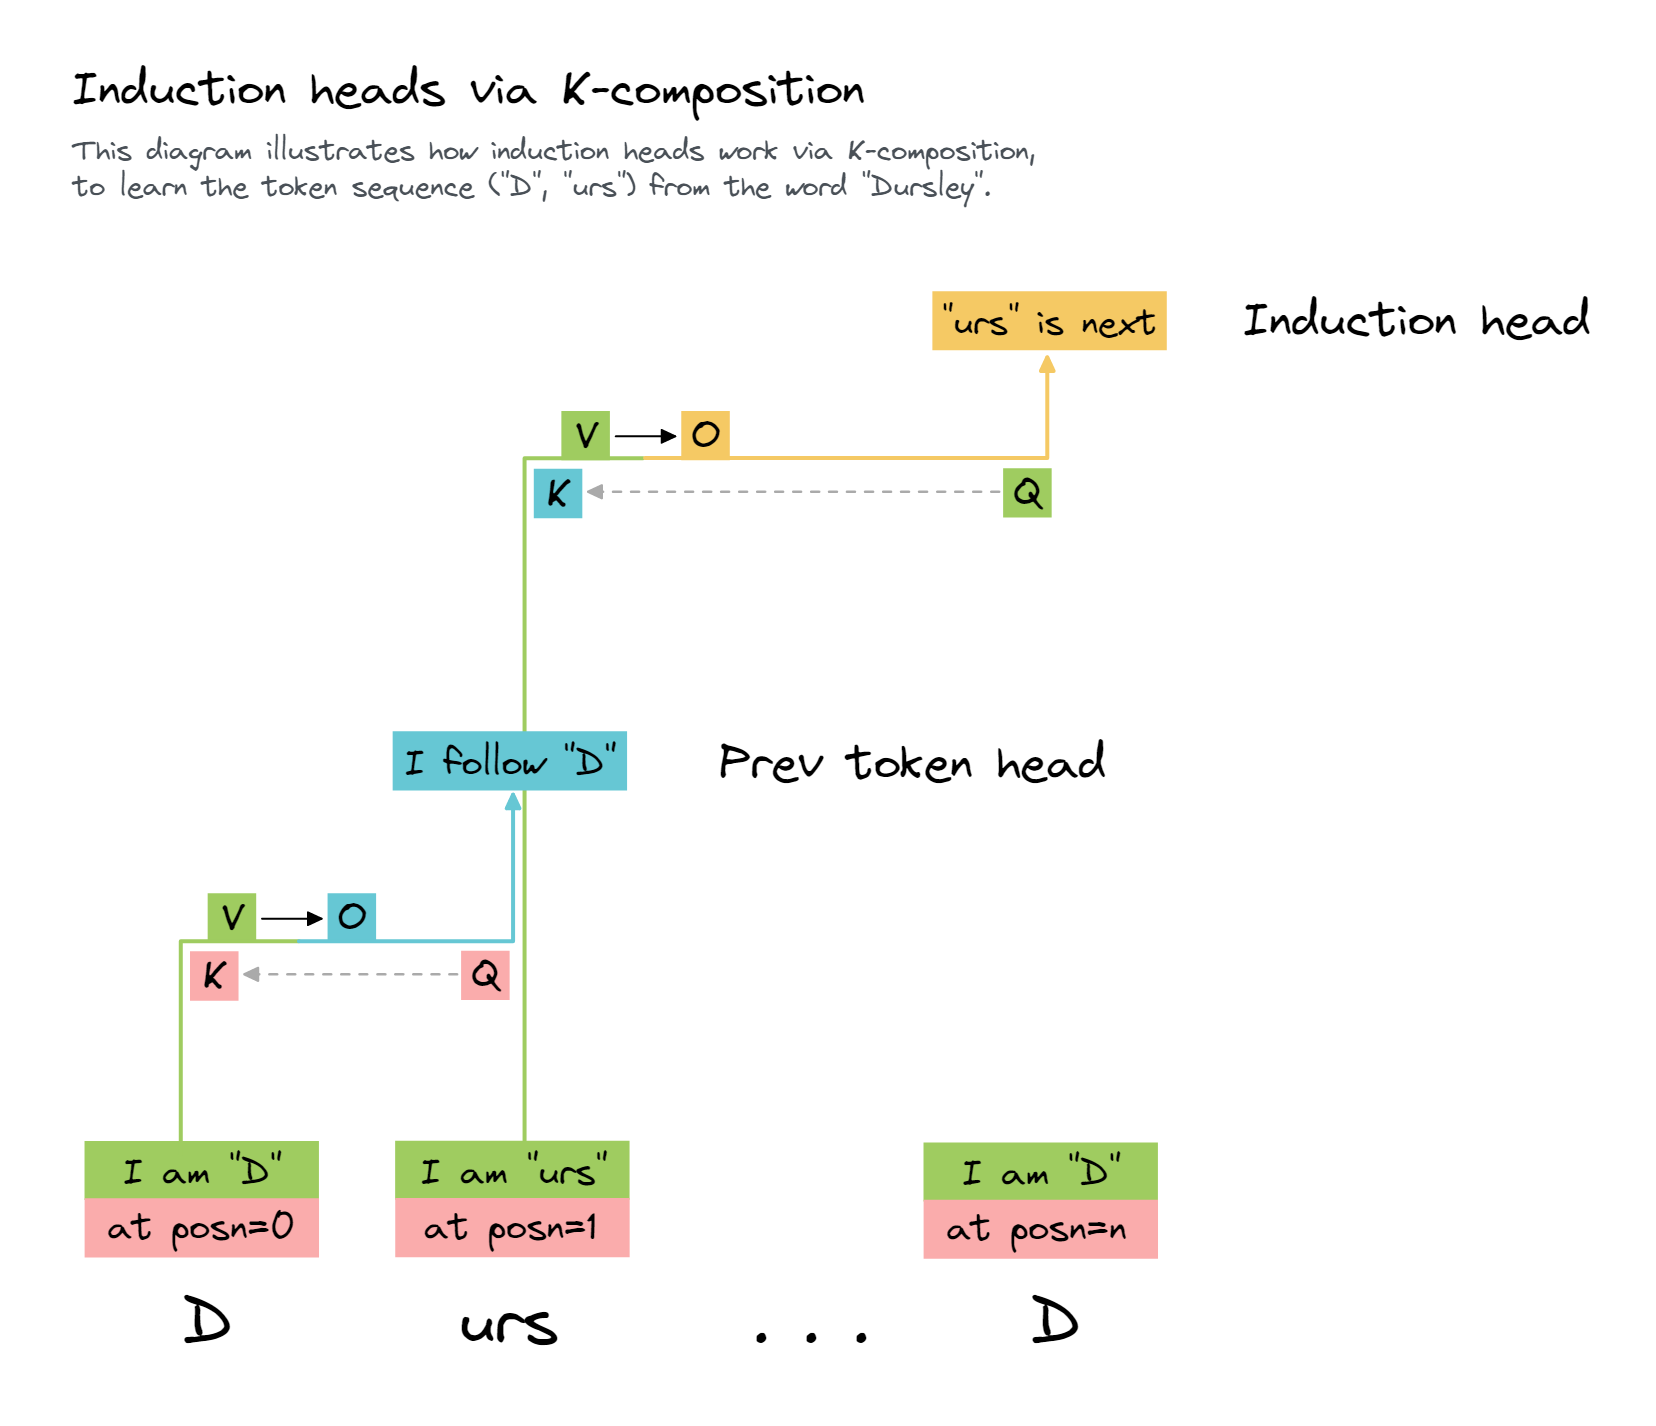 Induction heads via K-composition
This diagram illustrates how induction heads work via K-composition,
to learn the token sequence ("D", "urs") from the word "Dursley".
"urs" is next
Induction head
V
O
K
Q
I follow "D"
Prev token head
V
O
K
Q
I am "D"
at posn=0
I am "urs"
at posn=1
I am "D"
at posn=n
D
urs
...
D